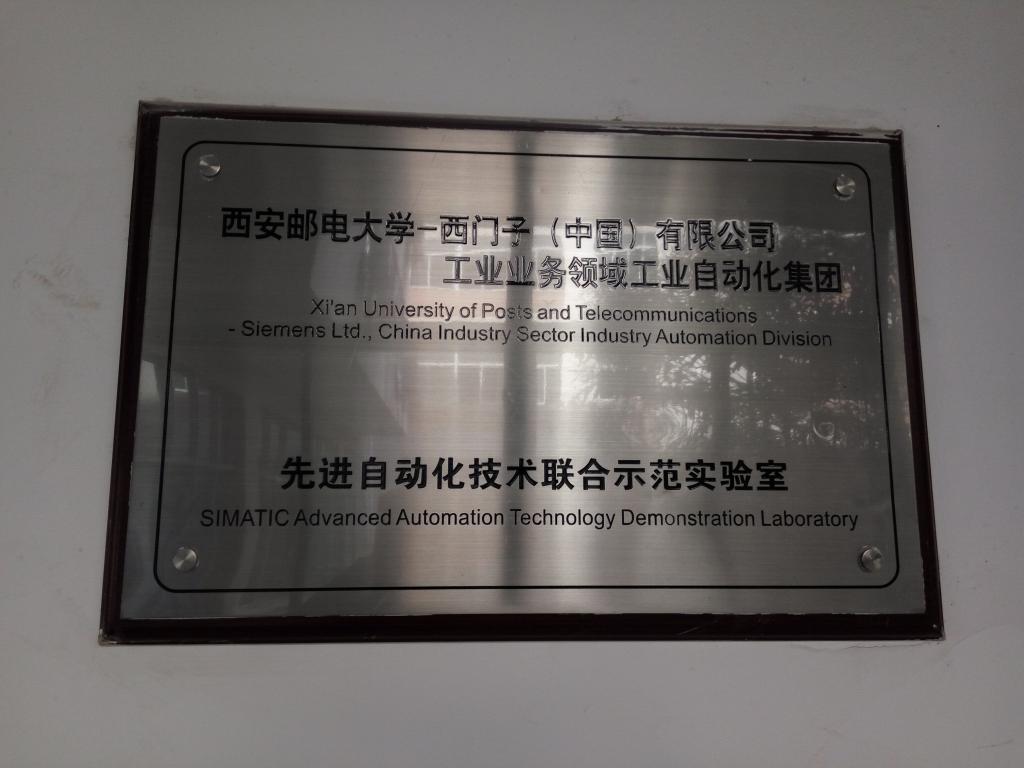 西安邮电大学-西门子（中国）有限公司
工业业务领域工业自动化集团
Xi'an University of Posts and Telecommunications
- Siemens Ltd., China Industry Sector Industry Automation Division
先进自动化技术联合示范实验室
SIMATIC Advanced Automation Technology Demonstration Laboratory